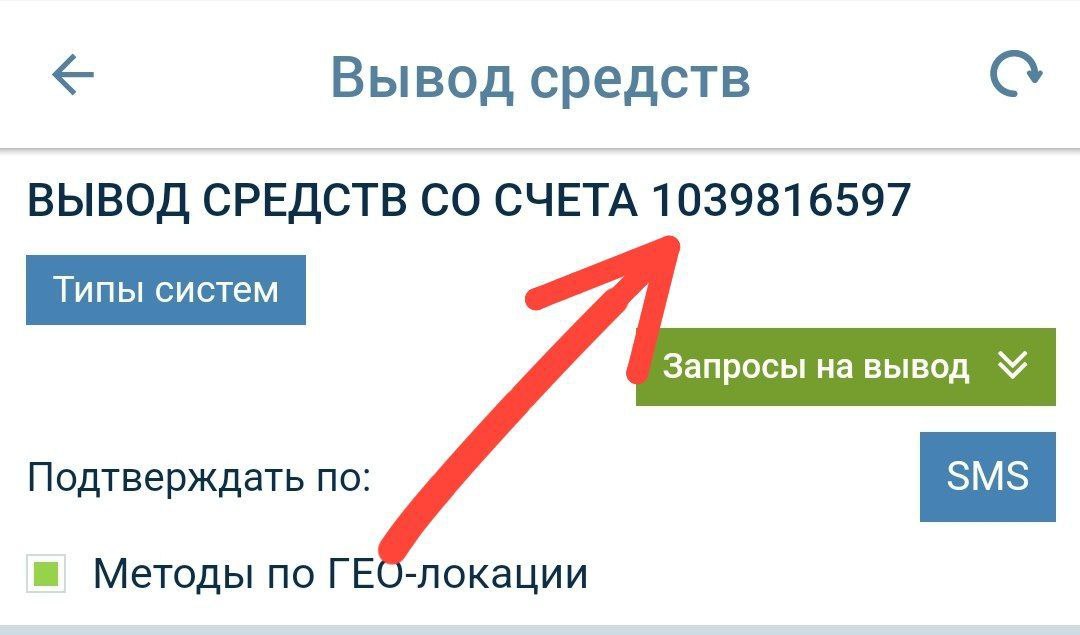 Вывод средств
ВЫВОД СРЕДСТВ СО СЧЕТА 1039816597
Типы систем
Запросы на вывод
Подтверждать по:
SMS
Методы по ГЕО-локации